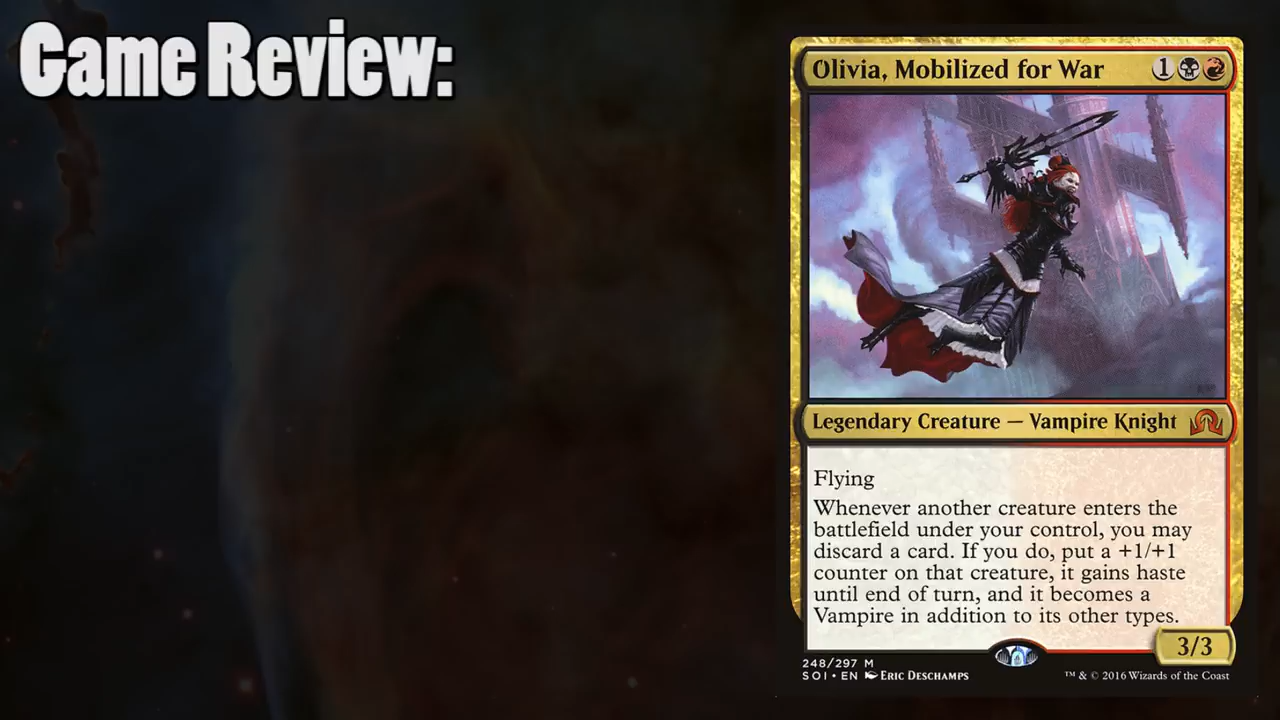 Game Review:
Olivia, Mobilized for War 1
Legendary Creature — Vampire Knight
Flying
Whenever another creature enters the
battlefield under your control, you may
discard a card. If you do, put a +1/+1
counter on that creature, it gains haste
until end of turn, and it becomes a
Vampire in addition to its other types.
3/3
248/297 M
SOI • EN Eric Deschamps
™ & © 2016 Wizards of the Coast